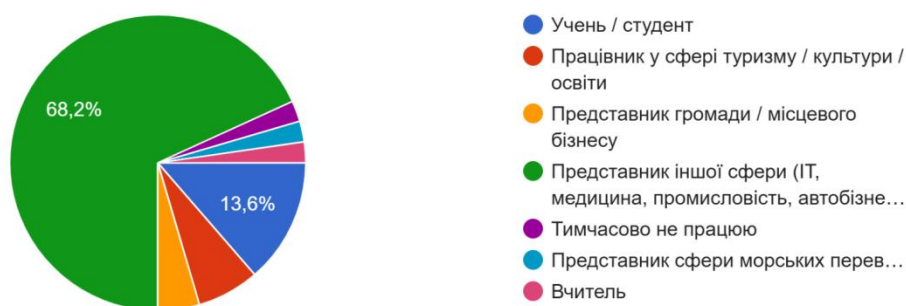 68,2%
13,6%
Учень / студент
Працівник у сфері туризму / культури /
освіти
Представник громади / місцевого
бізнесу
Представник іншої сфери (ІТ,
медицина, промисловість, автобізне…
Тимчасово не працюю
Представник сфери морських перев…
Вчитель